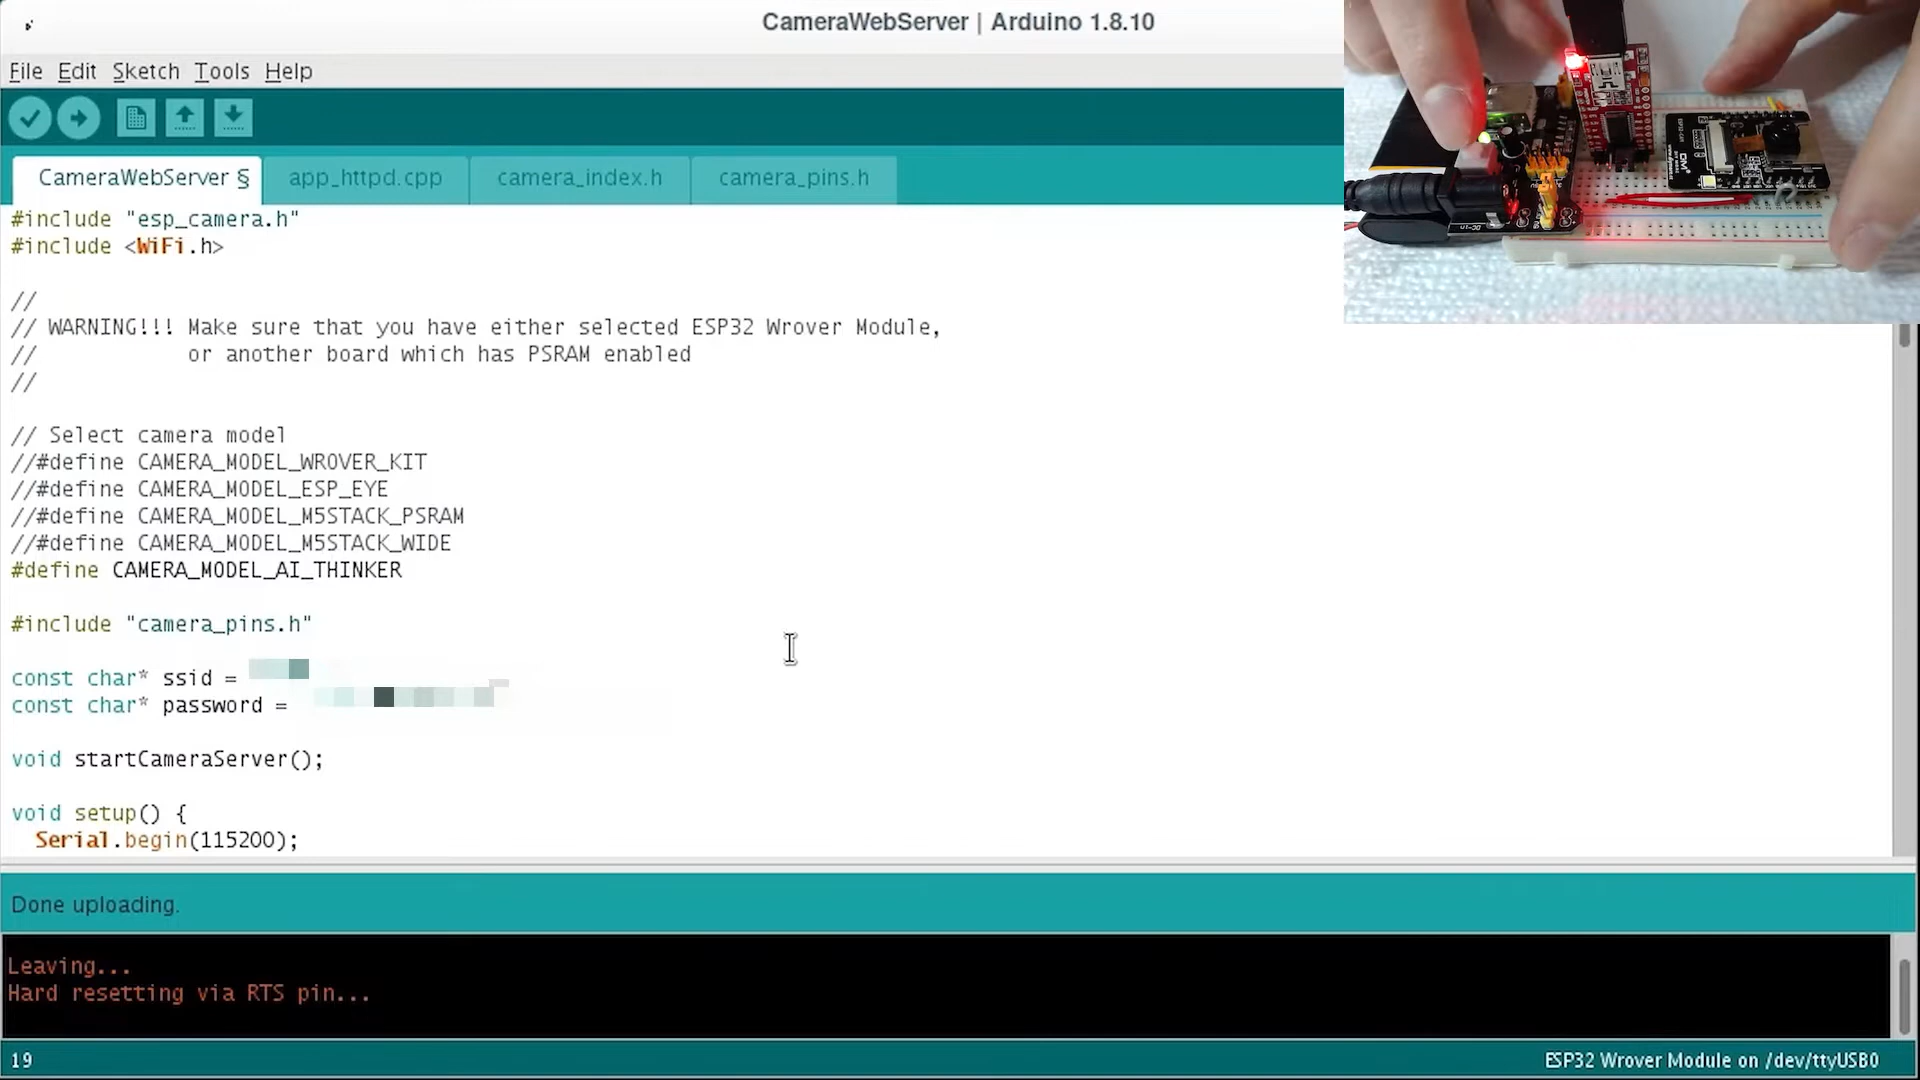 CameraWebServer | Arduino 1.8.10
File Edit Sketch Tools Help
CameraWebServer § app_httpd.cpp camera_index.h camera_pins.h
#include "esp_camera.h"
#include <WiFi.h>
//
// WARNING!!! Make sure that you have either selected ESP32 Wrover Module,
// or another board which has PSRAM enabled
//
// Select camera model
//#define CAMERA_MODEL_WROVER_KIT
//#define CAMERA_MODEL_ESP_EYE
//#define CAMERA_MODEL_M5STACK_PSRAM
//#define CAMERA_MODEL_M5STACK_WIDE
#define CAMERA_MODEL_AI_THINKER
#include "camera_pins.h"
const char* ssid =
const char* password =
void startCameraServer();
void setup() {
Serial.begin(115200);
Done uploading.
Leaving...
Hard resetting via RTS pin...
19 ESP32 Wrover Module on /dev/ttyUSB0